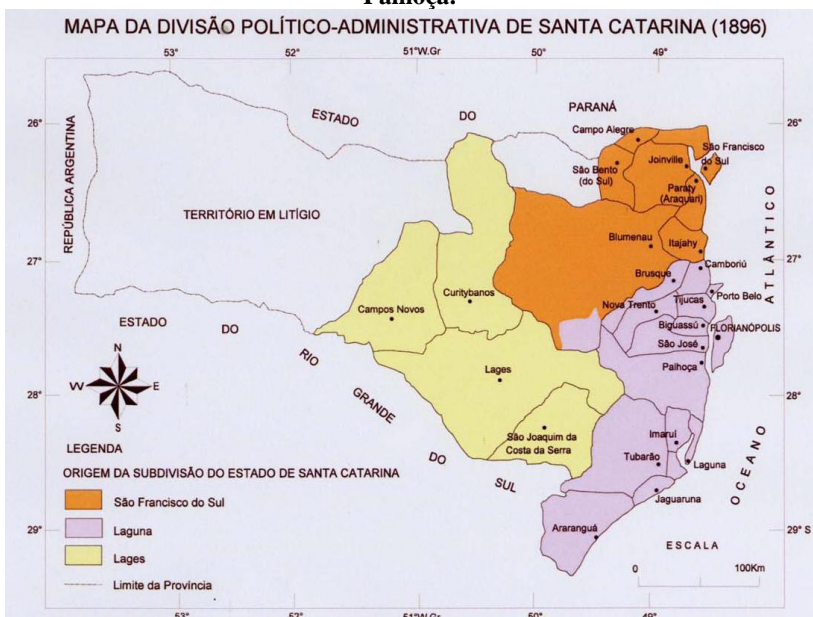 Palhoça.
MAPA DA DIVISÃO POLÍTICO-ADMINISTRATIVA DE SANTA CATARINA (1896)
53°
52°
51°W.Gr
50°
49°
ESTADO DO PARANÁ
26°
26°
Campo Alegre
São Francisco
do Sul
Joinville
São Bento
(do Sul)
Paraty
(Araquari)
REPÚBLICA ARGENTINA
TERRITÓRIO EM LITÍGIO
Blumenau
Itajahy
27°
27°
Camboriú
Brusque
Curitybanos
Porto Belo
Tijucas
Nova Trento
Campos Novos
Biguassú
FLORIANÓPOLIS
São José
Palhoça
ESTADO DO RIO GRANDE DO SUL
N
W
E
S
28°
28°
Lages
São Joaquim da
Costa da Serra
Imaruí
Tubarão
Laguna
Jaguaruna
Araranguá
OCEANO ATLÂNTICO
LEGENDA
ORIGEM DA SUBDIVISÃO DO ESTADO DE SANTA CATARINA
São Francisco do Sul
Laguna
Lages
Limite da Província
29°
29° S
ESCALA
0
100Km
53°
52°
51°W.Gr
50°
49°